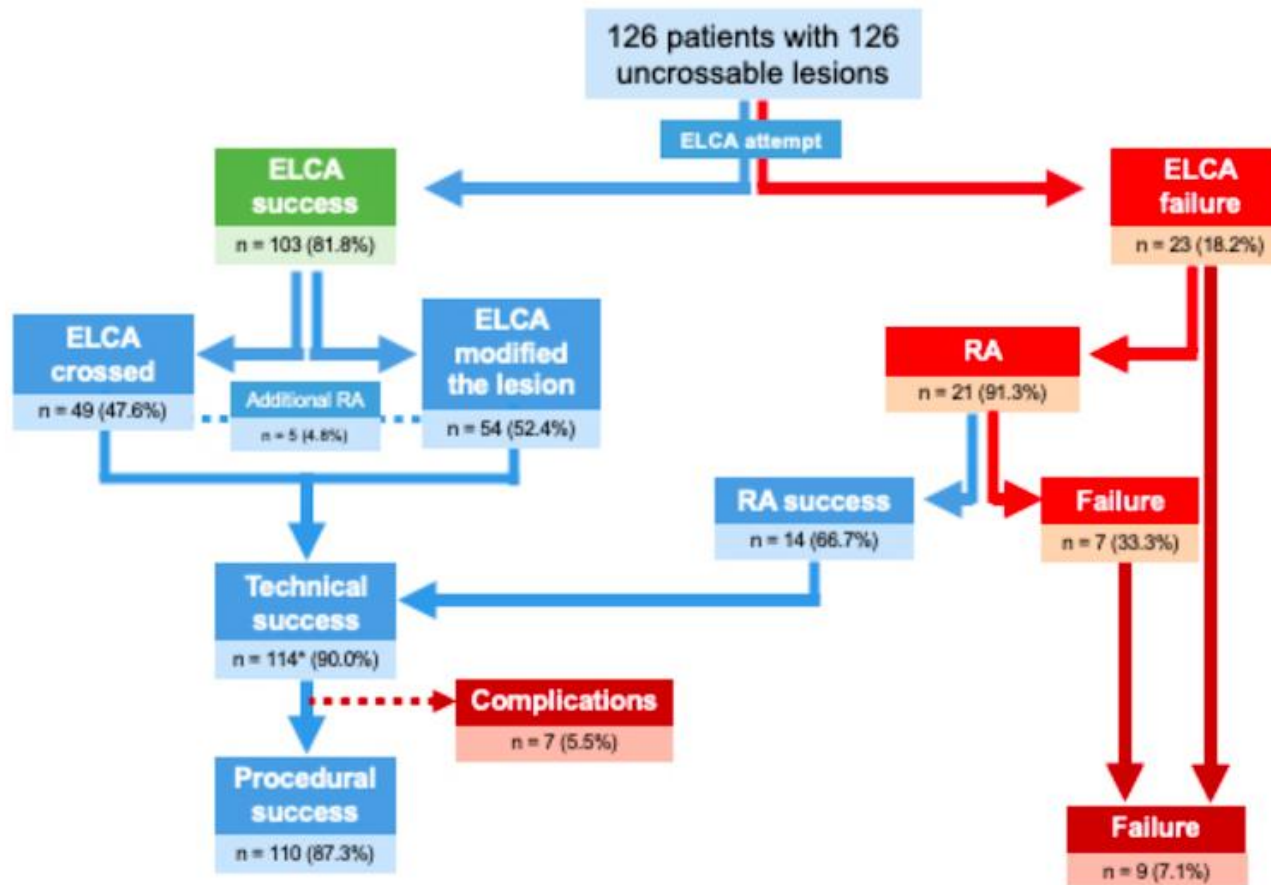 126 patients with 126
uncrossable lesions
ELCA attempt
ELCA
success
n = 103 (81.8%)
ELCA
failure
n = 23 (18.2%)
ELCA
crossed
n = 49 (47.6%)
Additional RA
n = 5 (4.8%)
ELCA
modified
the lesion
n = 54 (52.4%)
RA
n = 21 (91.3%)
RA success
n = 14 (66.7%)
Failure
n = 7 (33.3%)
Technical
success
n = 114* (90.0%)
Complications
n = 7 (5.5%)
Procedural
success
n = 110 (87.3%)
Failure
n = 9 (7.1%)